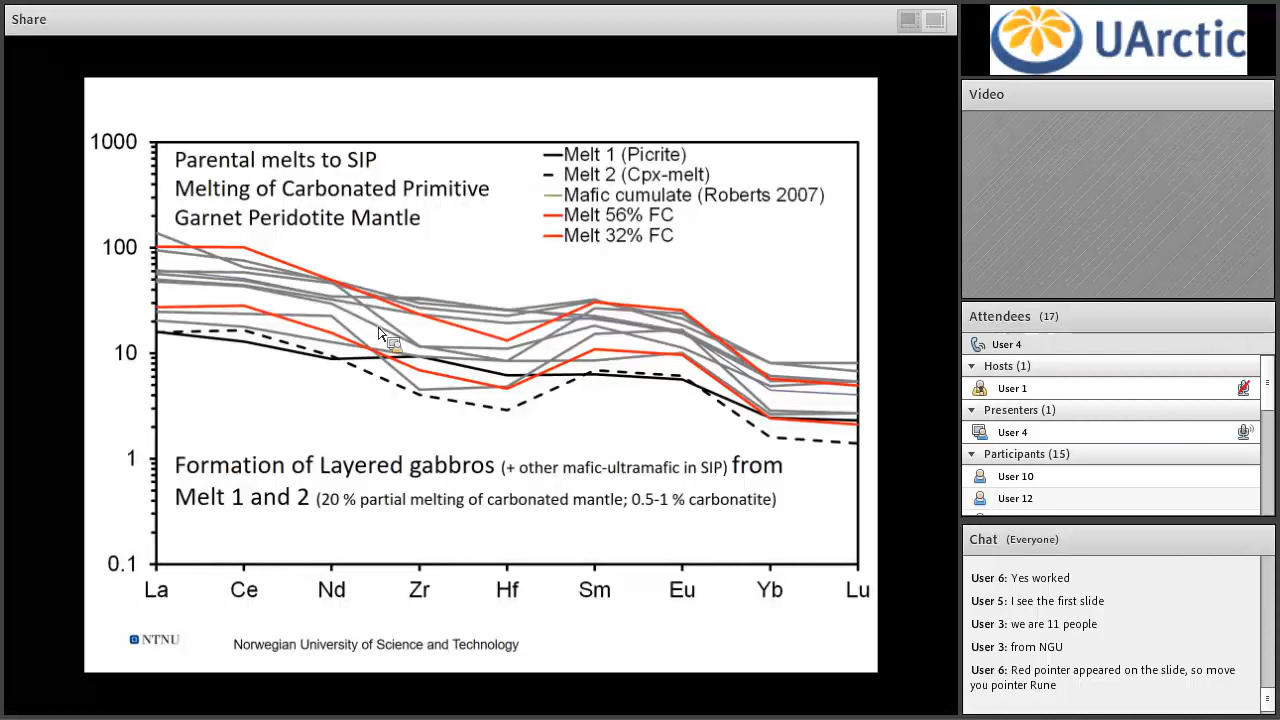 Share
UArctic
1000
100
10
1
0.1
Parental melts to SIP
Melting of Carbonated Primitive
Garnet Peridotite Mantle
Melt 1 (Picrite)
Melt 2 (Cpx-melt)
Mafic cumulate (Roberts 2007)
Melt 56% FC
Melt 32% FC
Formation of Layered gabbros (+ other mafic-ultramafic in SIP) from
Melt 1 and 2 (20 % partial melting of carbonated mantle; 0.5-1 % carbonatite)
La Ce Nd Zr Hf Sm Eu Yb Lu
NTNU
Norwegian University of Science and Technology
Video
Attendees (17)
User 4
Hosts (1)
User 1
Presenters (1)
User 4
Participants (15)
User 10
User 12
Chat (Everyone)
User 6: Yes worked
User 5: I see the first slide
User 3: we are 11 people
User 3: from NGU
User 6: Red pointer appeared on the slide, so move
you pointer Rune